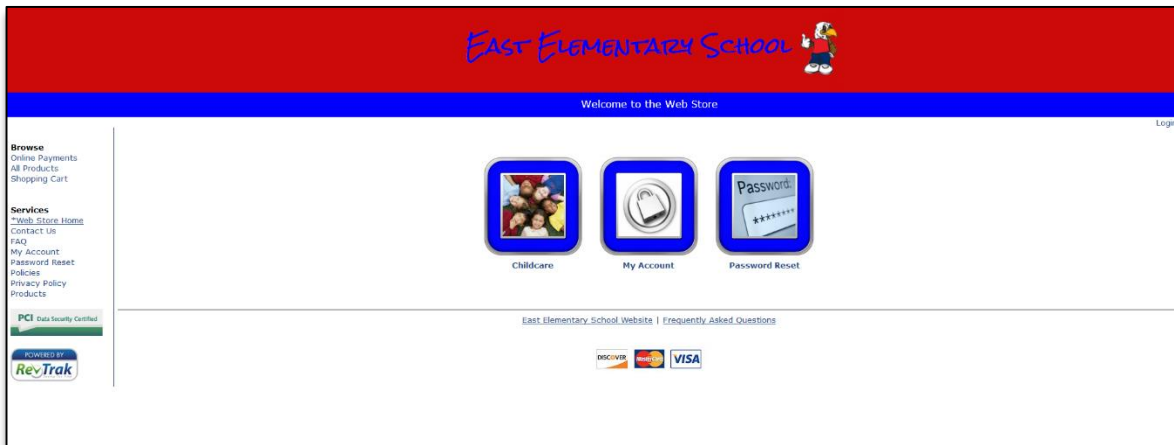 EAST ELEMENTARY SCHOOL
Welcome to the Web Store
Login
Browse
Online Payments
All Products
Shopping Cart
Services
*Web Store Home
Contact Us
FAQ
My Account
Password Reset
Policies
Privacy Policy
Products
PCI Data Security Certified
POWERED BY
RevTrak
Password:
********
Childcare
My Account
Password Reset
East Elementary School Website | Frequently Asked Questions
DISCOVER
MasterCard
VISA